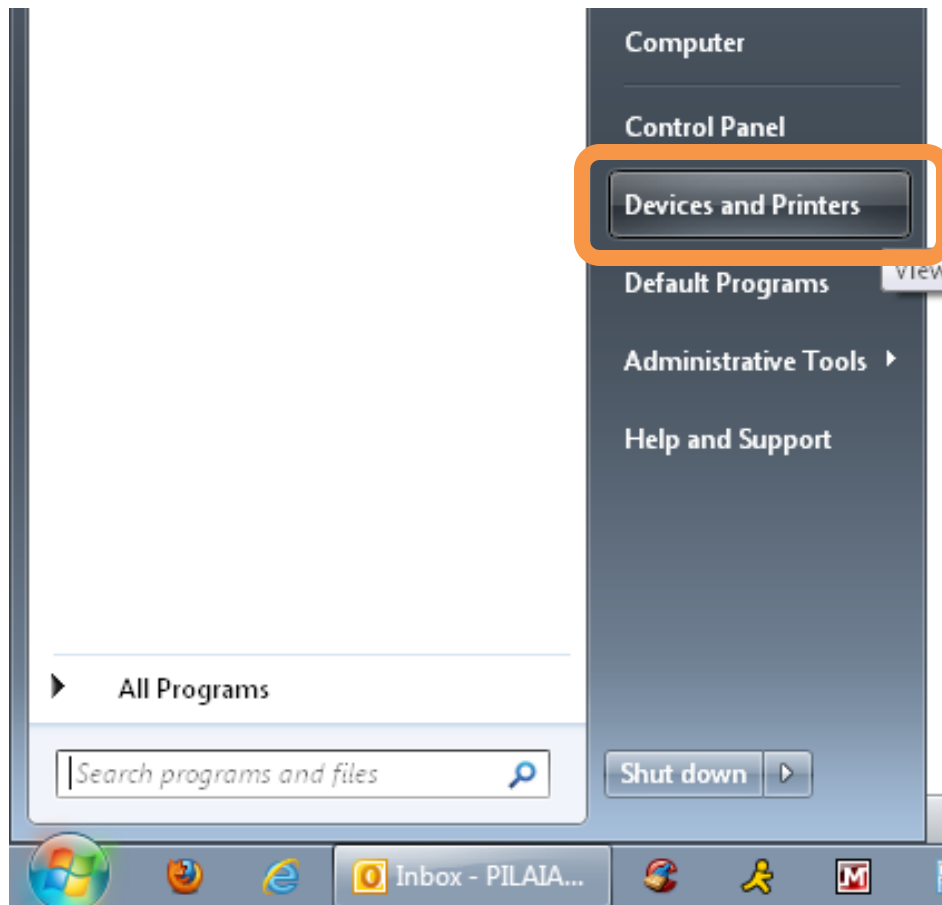 Computer
Control Panel
Devices and Printers
View
Default Programs
Administrative Tools
Help and Support
All Programs
Search programs and files
Shut down
Inbox - PILAIA...